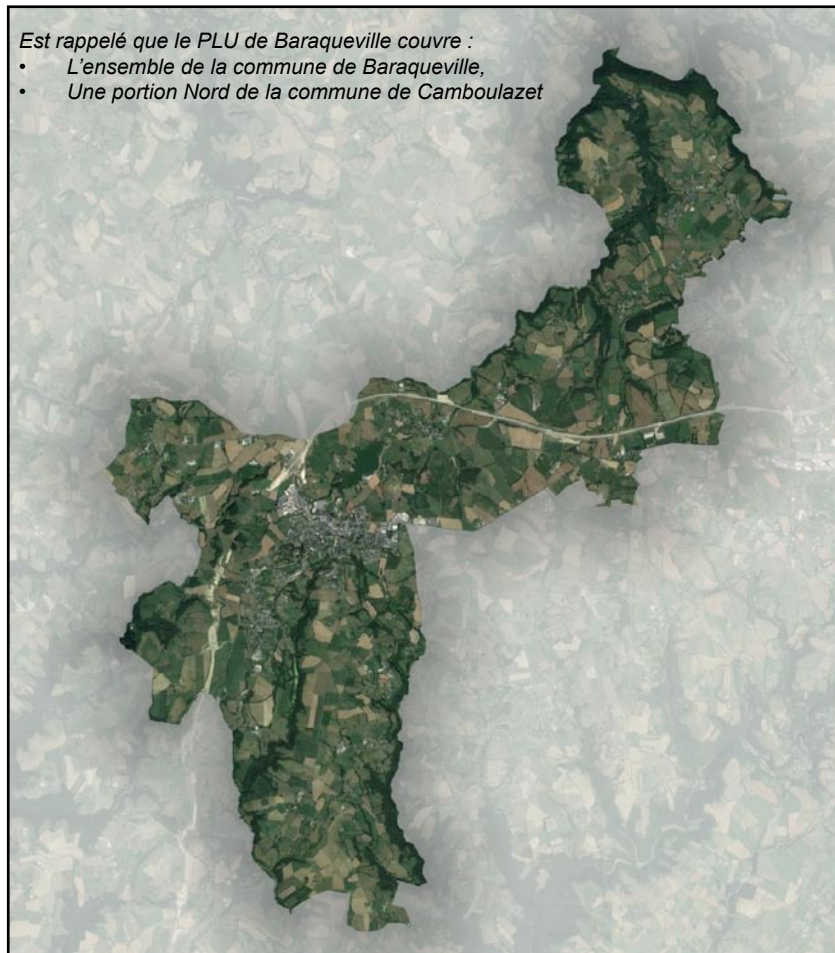 Est rappelé que le PLU de Baraqueville couvre :
• L'ensemble de la commune de Baraqueville,
• Une portion Nord de la commune de Camboulazet